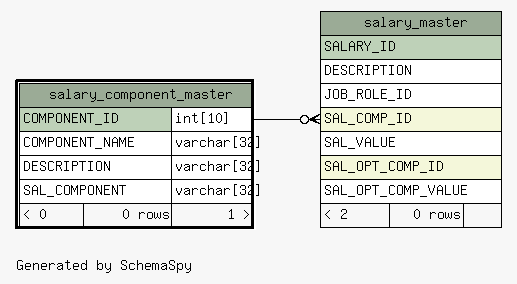 salary_master
SALARY_ID
DESCRIPTION
JOB_ROLE_ID
SAL_COMP_ID
SAL_VALUE
SAL_OPT_COMP_ID
SAL_OPT_COMP_VALUE
< 2 0 rows
salary_component_master
COMPONENT_ID int[10]
COMPONENT_NAME varchar[32]
DESCRIPTION varchar[32]
SAL_COMPONENT varchar[32]
< 0 0 rows 1 >
Generated by SchemaSpy